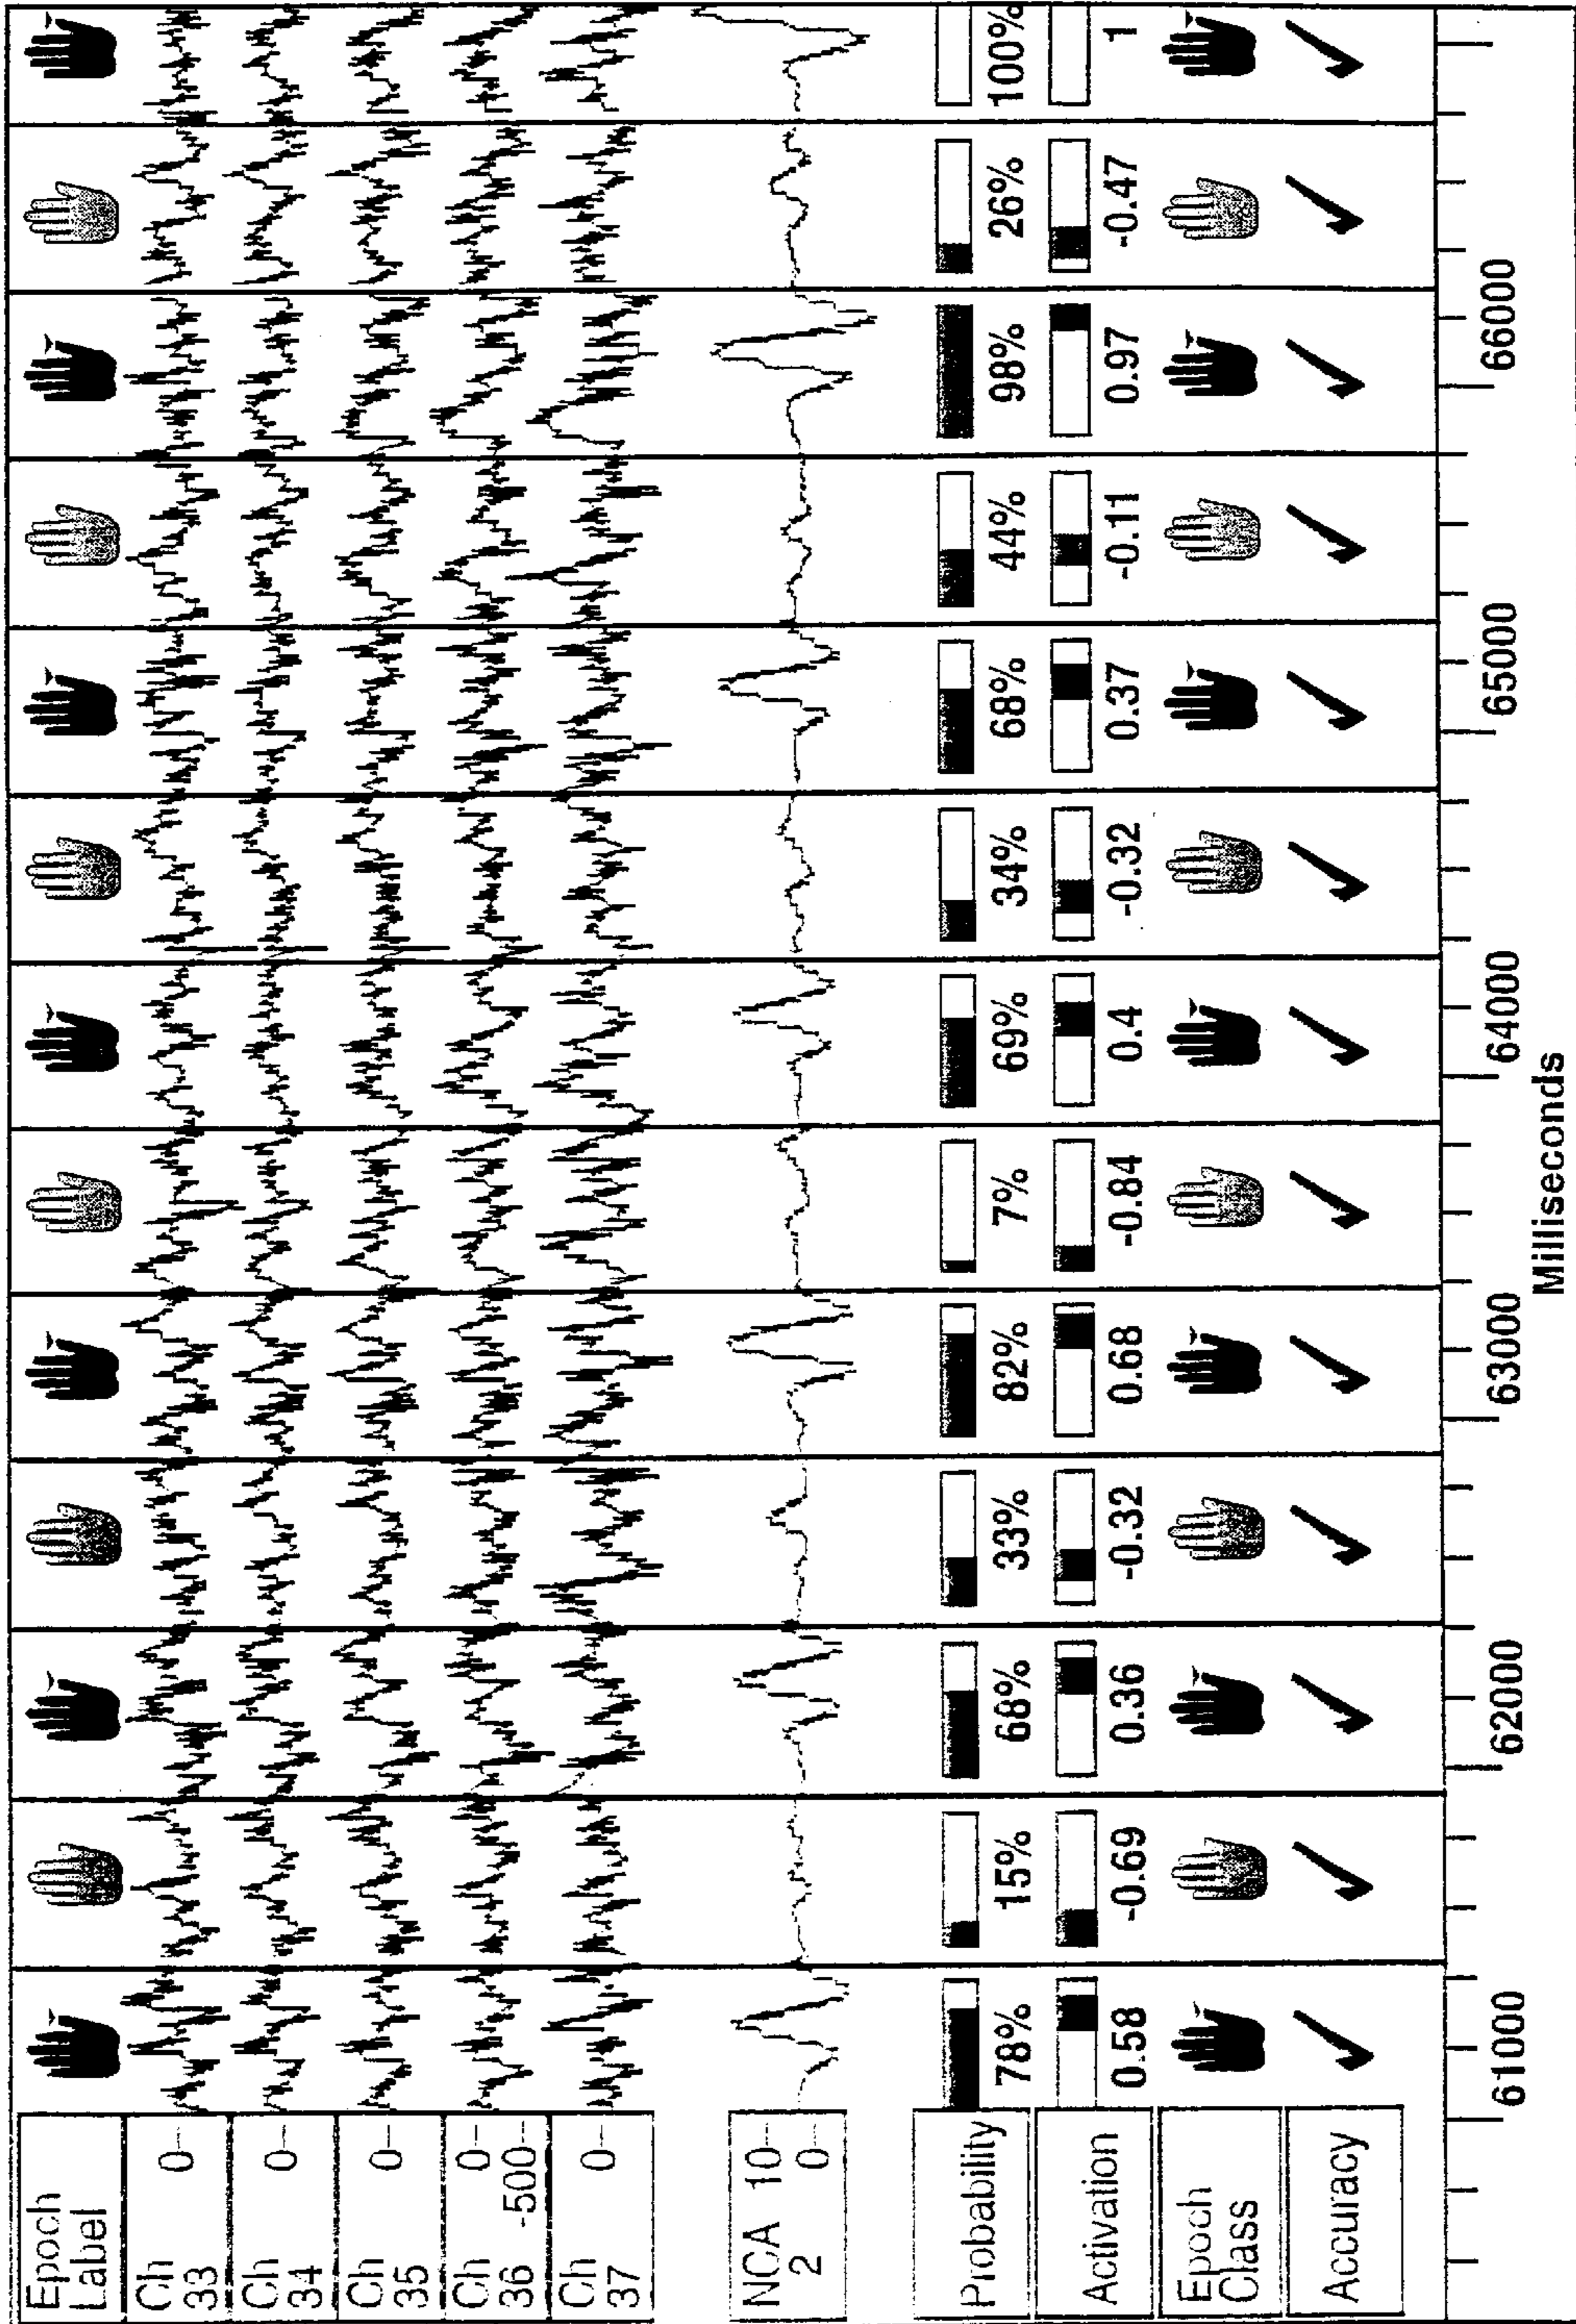 Epoch
Label
Ch 0
33
Ch 0
34
Ch 0
35
Ch 0
36 -500
Ch 0
37
NCA 10
2 0
Probability 78% 15% 68% 33% 82% 7% 69% 34% 68% 44% 98% 26% 100%
Activation 0.58 -0.69 0.36 -0.32 0.68 -0.84 0.4 -0.32 0.37 -0.11 0.97 -0.47 1
Epoch
Class
Accuracy
61000 62000 63000 64000 65000 66000
Milliseconds